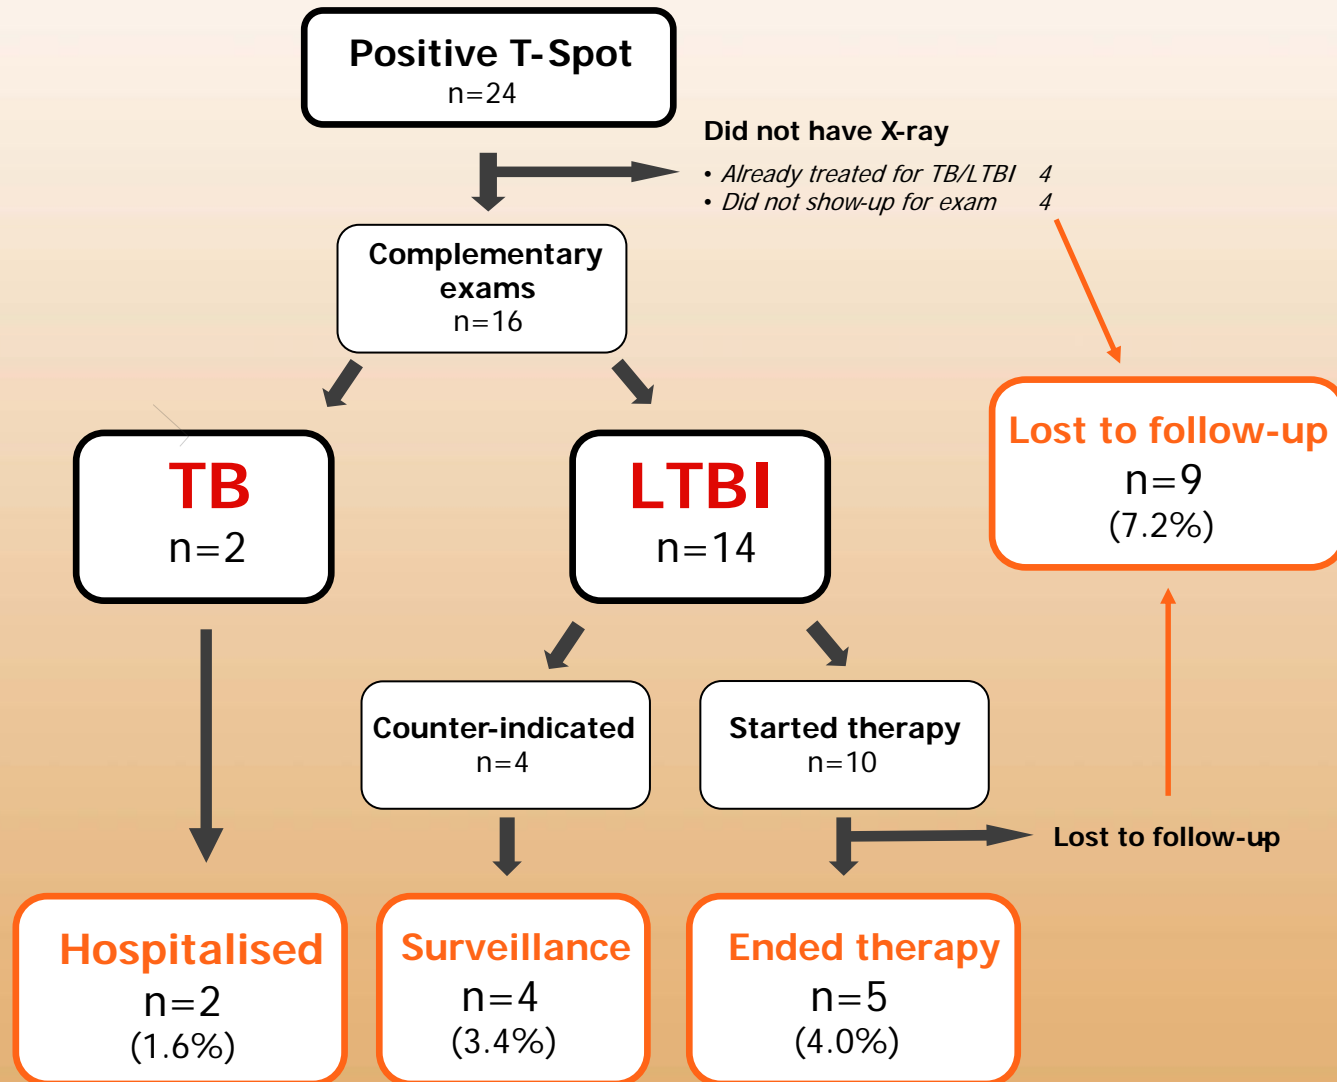 Positive T-Spot
n=24
Did not have X-ray
• Already treated for TB/LTBI 4
• Did not show-up for exam 4
Complementary
exams
n=16
TB
n=2
LTBI
n=14
Lost to follow-up
n=9
(7.2%)
Counter-indicated
n=4
Started therapy
n=10
Lost to follow-up
Hospitalised
n=2
(1.6%)
Surveillance
n=4
(3.4%)
Ended therapy
n=5
(4.0%)